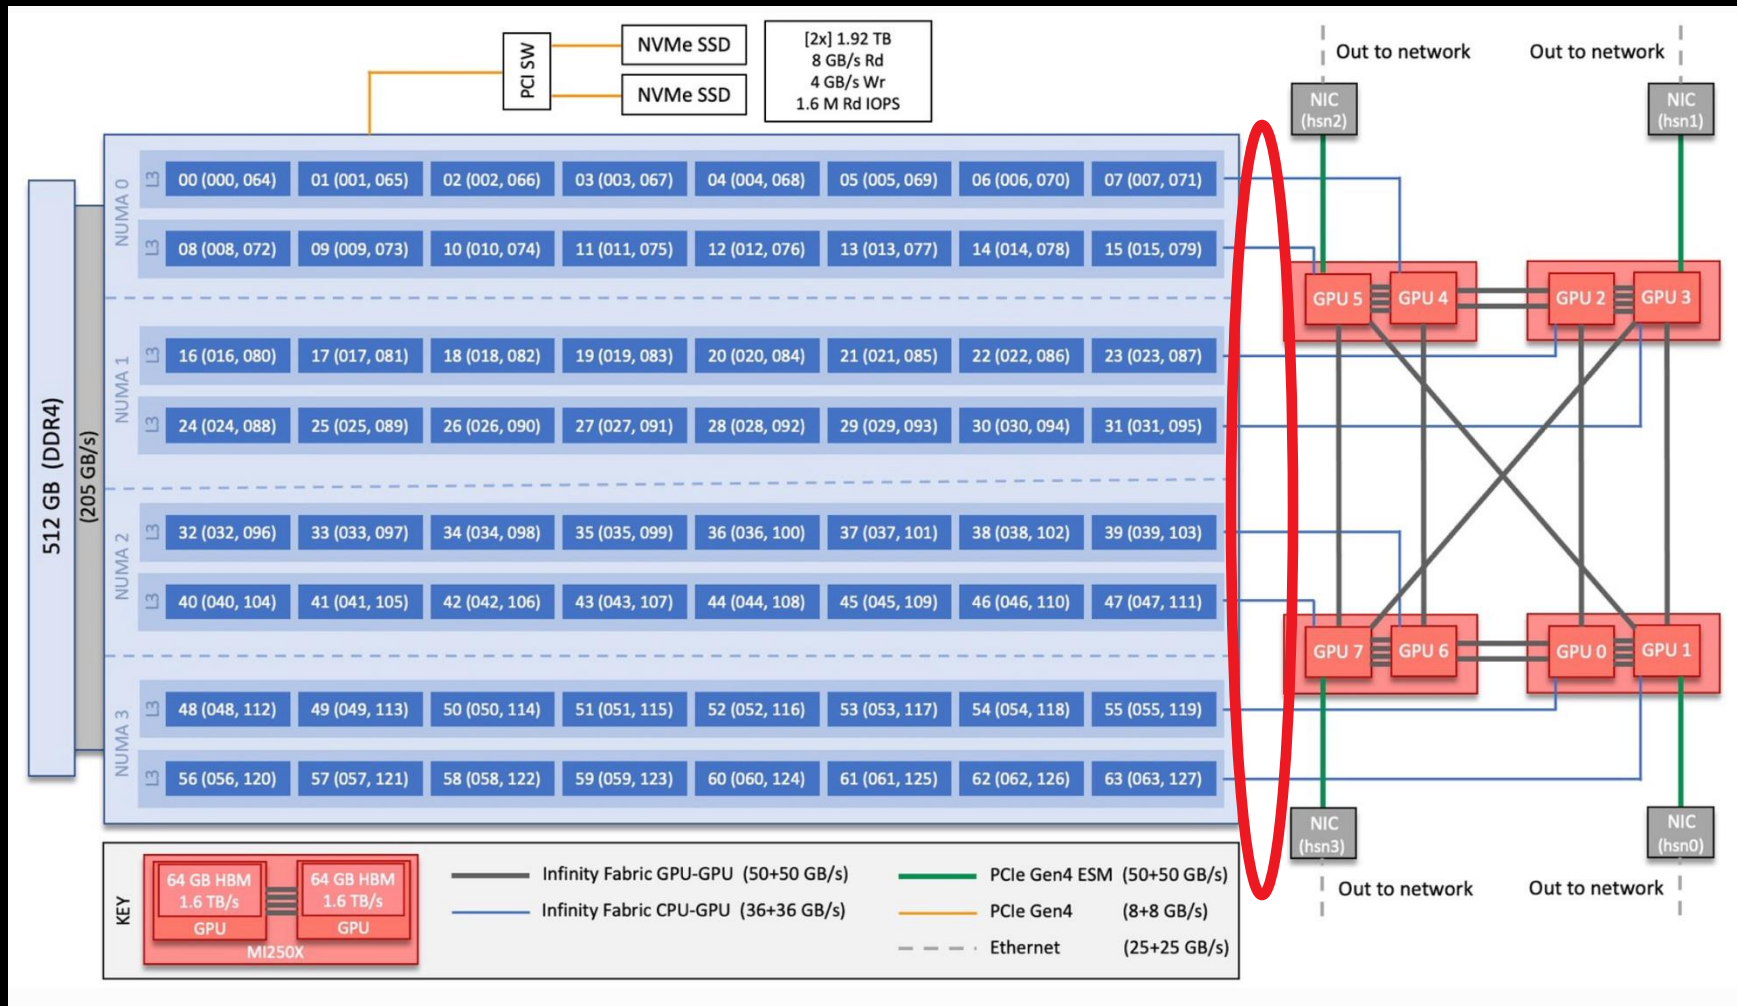 NVMe SSD
NVMe SSD
PCI SW
[2x] 1.92 TB
8 GB/s Rd
4 GB/s Wr
1.6 M Rd IOPS
Out to network
Out to network
NIC
(hsn2)
NIC
(hsn1)
512 GB (DDR4)
(205 GB/s)
NUMA 0
L3
00 (000, 064) 01 (001, 065) 02 (002, 066) 03 (003, 067) 04 (004, 068) 05 (005, 069) 06 (006, 070) 07 (007, 071)
L3
08 (008, 072) 09 (009, 073) 10 (010, 074) 11 (011, 075) 12 (012, 076) 13 (013, 077) 14 (014, 078) 15 (015, 079)
NUMA 1
L3
16 (016, 080) 17 (017, 081) 18 (018, 082) 19 (019, 083) 20 (020, 084) 21 (021, 085) 22 (022, 086) 23 (023, 087)
L3
24 (024, 088) 25 (025, 089) 26 (026, 090) 27 (027, 091) 28 (028, 092) 29 (029, 093) 30 (030, 094) 31 (031, 095)
NUMA 2
L3
32 (032, 096) 33 (033, 097) 34 (034, 098) 35 (035, 099) 36 (036, 100) 37 (037, 101) 38 (038, 102) 39 (039, 103)
L3
40 (040, 104) 41 (041, 105) 42 (042, 106) 43 (043, 107) 44 (044, 108) 45 (045, 109) 46 (046, 110) 47 (047, 111)
NUMA 3
L3
48 (048, 112) 49 (049, 113) 50 (050, 114) 51 (051, 115) 52 (052, 116) 53 (053, 117) 54 (054, 118) 55 (055, 119)
L3
56 (056, 120) 57 (057, 121) 58 (058, 122) 59 (059, 123) 60 (060, 124) 61 (061, 125) 62 (062, 126) 63 (063, 127)
GPU 5 GPU 4 GPU 2 GPU 3
GPU 7 GPU 6 GPU 0 GPU 1
NIC
(hsn3)
NIC
(hsn0)
Out to network
Out to network
KEY
64 GB HBM
1.6 TB/s
GPU
64 GB HBM
1.6 TB/s
GPU
MI250X
Infinity Fabric GPU-GPU (50+50 GB/s)
Infinity Fabric CPU-GPU (36+36 GB/s)
PCIe Gen4 ESM (50+50 GB/s)
PCIe Gen4 (8+8 GB/s)
Ethernet (25+25 GB/s)